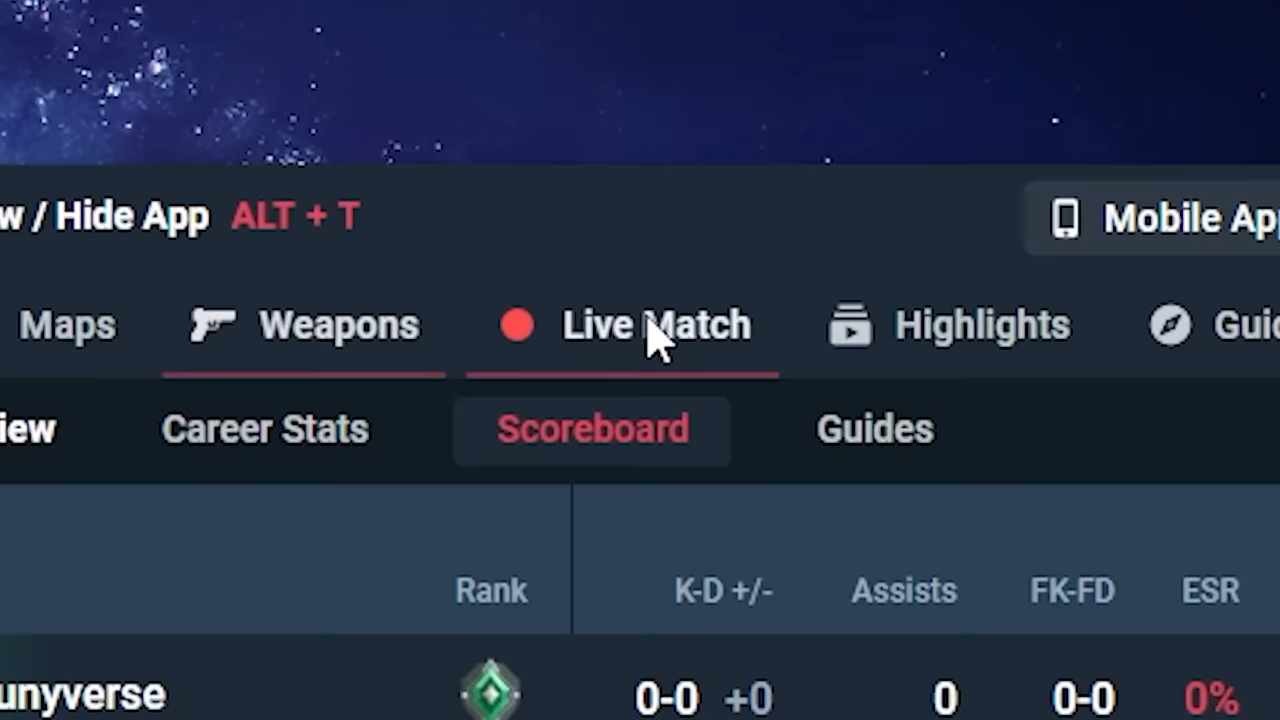 w / Hide App ALT + T Mobile App
Maps Weapons Live Match Highlights Guid
iew Career Stats Scoreboard Guides
Rank K-D +/- Assists FK-FD ESR
unyverse 0-0 +0 0 0-0 0%